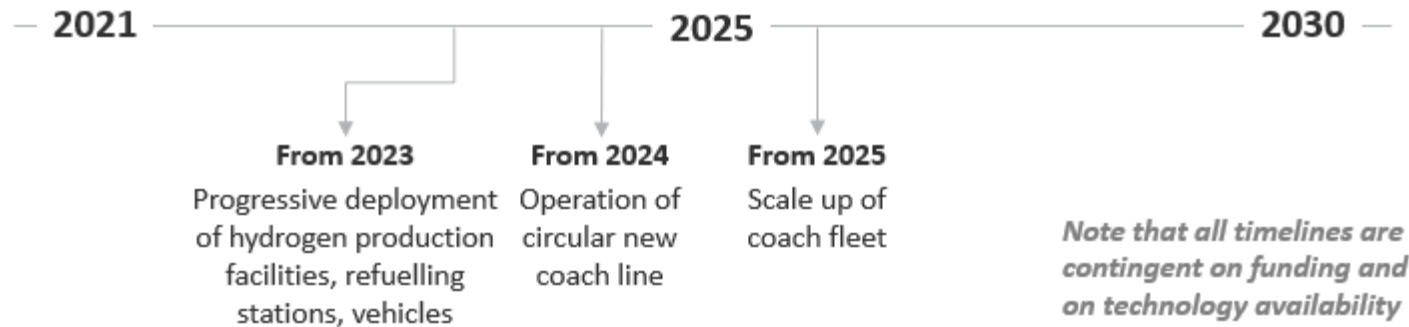 2021 2025 2030
From 2023
Progressive deployment
of hydrogen production
facilities, refuelling
stations, vehicles
From 2024
Operation of
circular new
coach line
From 2025
Scale up of
coach fleet
Note that all timelines are
contingent on funding and
on technology availability